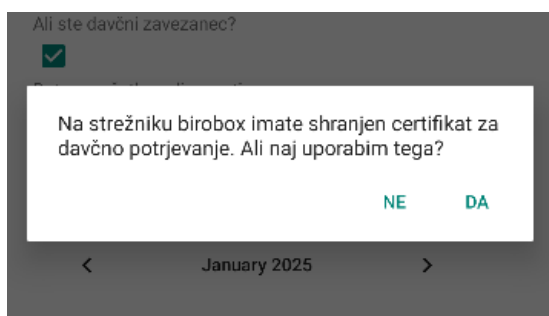 Ali ste davčni zavezanec?
Na strežniku birobox imate shranjen certifikat za
davčno potrjevanje. Ali naj uporabim tega?
NE DA
January 2025